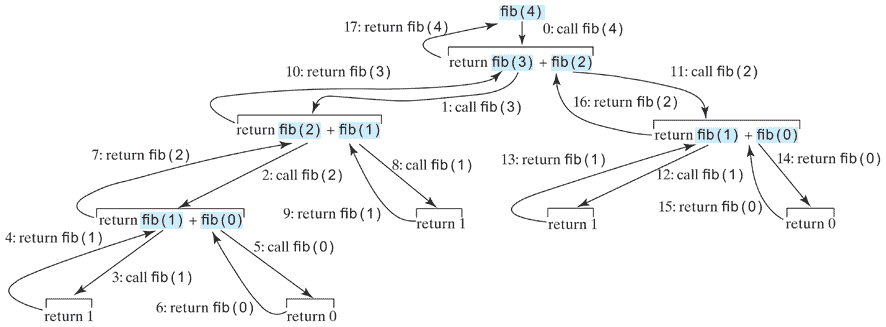 fib(4)
17: return fib(4)
0: call fib(4)
return fib(3) + fib(2)
10: return fib(3)
11: call fib(2)
1: call fib(3)
16: return fib(2)
return fib(2) + fib(1)
return fib(1) + fib(0)
7: return fib(2)
8: call fib(1)
13: return fib(1)
14: return fib(0)
2: call fib(2)
12: call fib(1)
9: return fib(1)
15: return fib(0)
return fib(1) + fib(0)
return 1
return 1
return 0
4: return fib(1)
5: call fib(0)
3: call fib(1)
6: return fib(0)
return 1
return 0